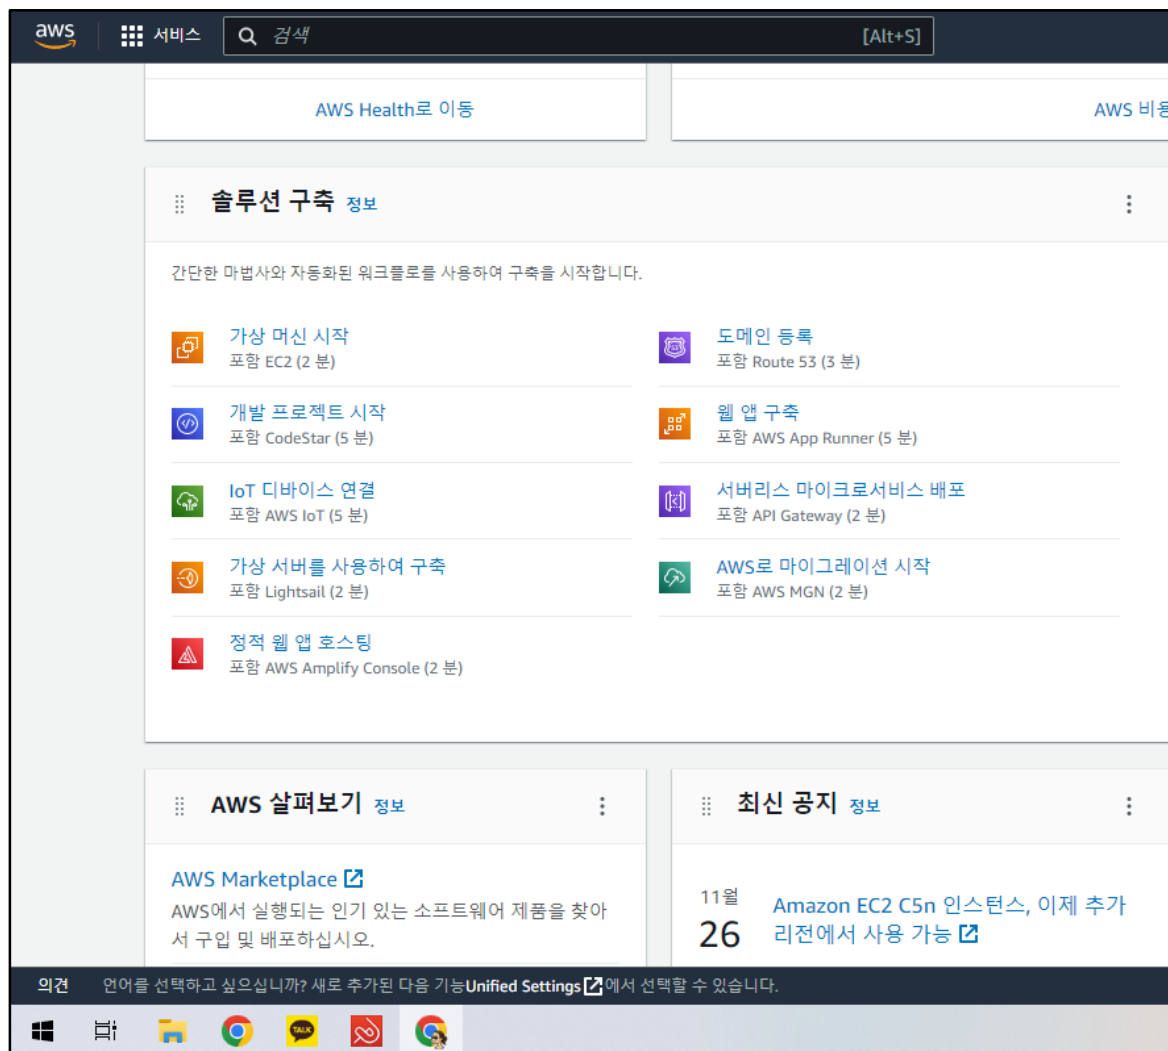 aws
서비스
검색
[Alt+S]
AWS Health로 이동
AWS 비용
솔루션 구축 정보
간단한 마법사와 자동화된 워크플로를 사용하여 구축을 시작합니다.
가상 머신 시작
포함 EC2 (2 분)
도메인 등록
포함 Route 53 (3 분)
개발 프로젝트 시작
포함 CodeStar (5 분)
웹 앱 구축
포함 AWS App Runner (5 분)
IoT 디바이스 연결
포함 AWS IoT (5 분)
서버리스 마이크로서비스 배포
포함 API Gateway (2 분)
가상 서버를 사용하여 구축
포함 Lightsail (2 분)
AWS로 마이그레이션 시작
포함 AWS MGN (2 분)
정적 웹 앱 호스팅
포함 AWS Amplify Console (2 분)
AWS 살펴보기 정보
AWS Marketplace
AWS에서 실행되는 인기 있는 소프트웨어 제품을 찾아
서 구입 및 배포하십시오.
최신 공지 정보
11월
26
Amazon EC2 C5n 인스턴스, 이제 추가
리전에서 사용 가능
의견
언어를 선택하고 싶으십니까? 새로 추가된 다음 기능Unified Settings에서 선택할 수 있습니다.
TALK